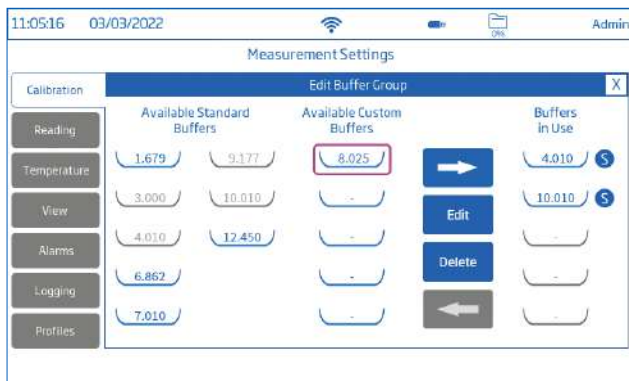 11:05:16 03/03/2022 0% Admin
Measurement Settings
Calibration
Edit Buffer Group X
Reading
Temperature
View
Alarms
Logging
Profiles
Available Standard
Buffers
1.679 9.177
3.000 10.010
4.010 12.450
6.862
7.010
Available Custom
Buffers
8.025
-
-
-
-
Edit
Delete
Buffers
in Use
4.010 S
10.010 S
-
-
-